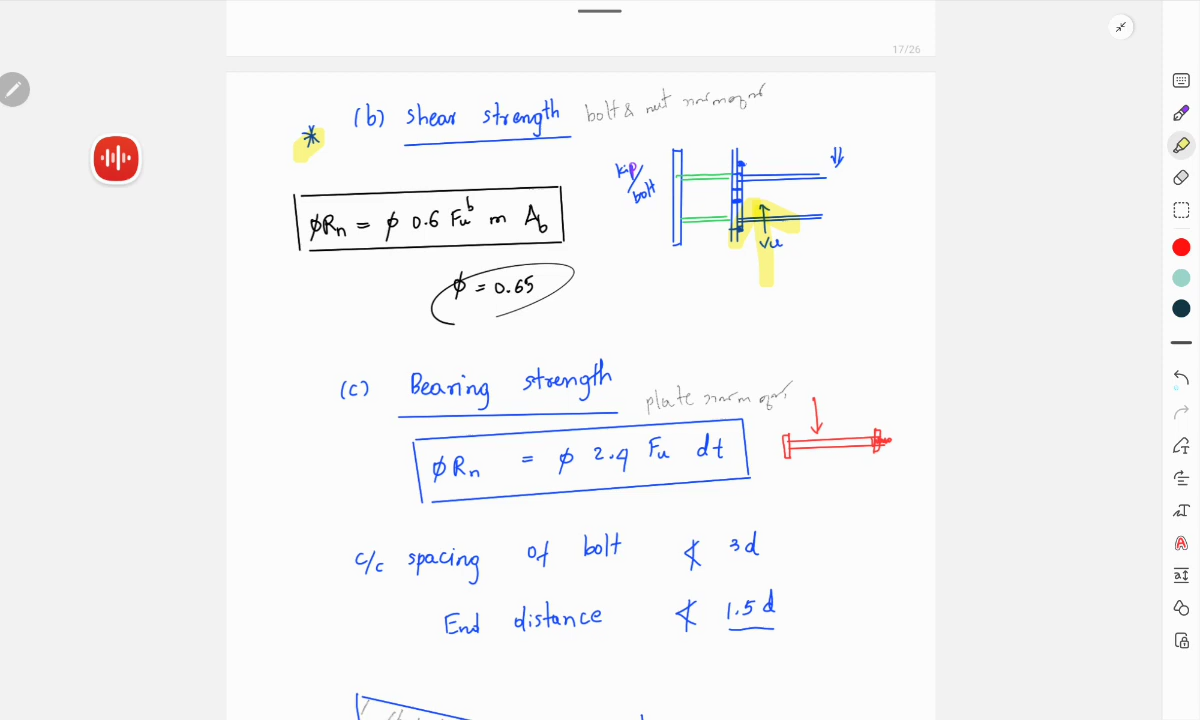 17/26
(b) shear strength bolt & nut
*
kip/bolt
ϕRn = ϕ 0.6 Fu^b m Ab
Vu
ϕ = 0.65
(c) Bearing strength
plate
ϕRn = ϕ 2.4 Fu dt
c/c spacing of bolt ≮ 3d
End distance ≮ 1.5 d